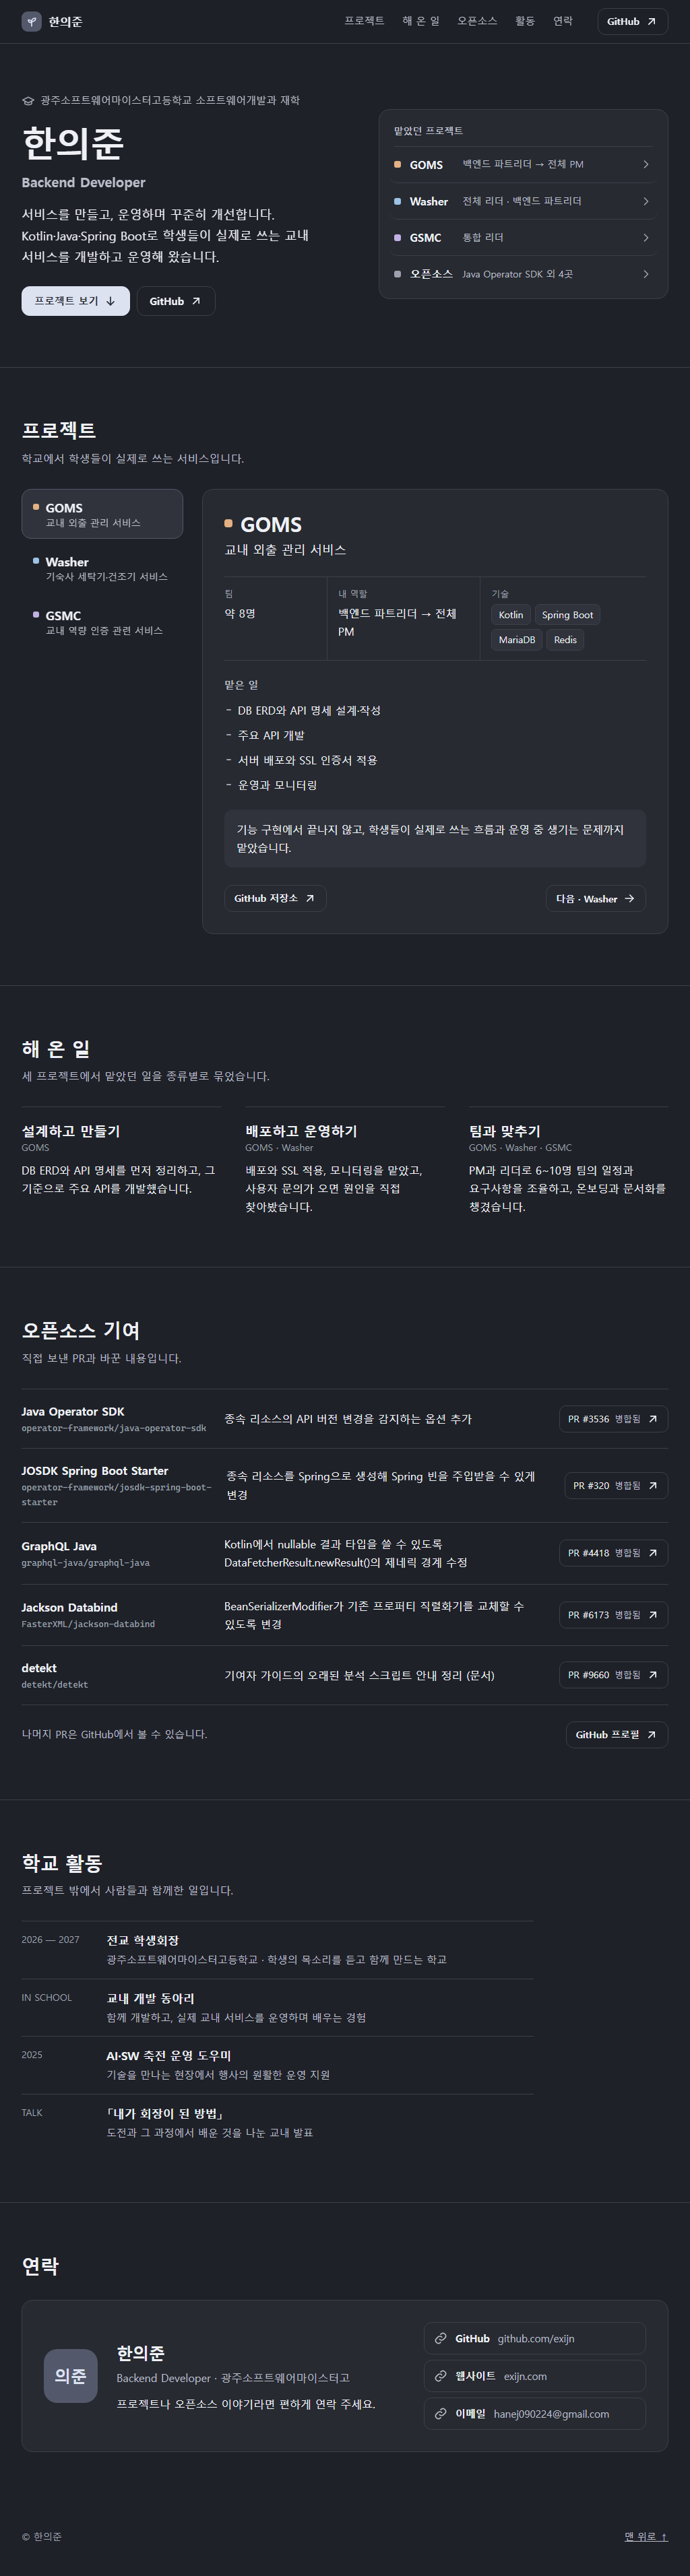 한의준
프로젝트 해 온 일 오픈소스 활동 연락 GitHub
광주소프트웨어마이스터고등학교 소프트웨어개발과 재학
한의준
Backend Developer
서비스를 만들고, 운영하며 꾸준히 개선합니다.
Kotlin·Java·Spring Boot로 학생들이 실제로 쓰는 교내
서비스를 개발하고 운영해 왔습니다.
프로젝트 보기 ↓ GitHub ↗
맡았던 프로젝트
GOMS 백엔드 파트리더 → 전체 PM
Washer 전체 리더 · 백엔드 파트리더
GSMC 통합 리더
오픈소스 Java Operator SDK 외 4곳
프로젝트
학교에서 학생들이 실제로 쓰는 서비스입니다.
GOMS
교내 외출 관리 서비스
Washer
기숙사 세탁기·건조기 서비스
GSMC
교내 역량 인증 관련 서비스
GOMS
교내 외출 관리 서비스
팀
약 8명
내 역할
백엔드 파트리더 → 전체
PM
기술
Kotlin Spring Boot
MariaDB Redis
맡은 일
– DB ERD와 API 명세 설계·작성
– 주요 API 개발
– 서버 배포와 SSL 인증서 적용
– 운영과 모니터링
기능 구현에서 끝나지 않고, 학생들이 실제로 쓰는 흐름과 운영 중 생기는 문제까지
맡았습니다.
GitHub 저장소 ↗ 다음 · Washer →
해 온 일
세 프로젝트에서 맡았던 일을 종류별로 묶었습니다.
설계하고 만들기
GOMS
DB ERD와 API 명세를 먼저 정리하고, 그
기준으로 주요 API를 개발했습니다.
배포하고 운영하기
GOMS · Washer
배포와 SSL 적용, 모니터링을 맡았고,
사용자 문의가 오면 원인을 직접
찾아봤습니다.
팀과 맞추기
GOMS · Washer · GSMC
PM과 리더로 6~10명 팀의 일정과
요구사항을 조율하고, 온보딩과 문서화를
챙겼습니다.
오픈소스 기여
직접 보낸 PR과 바꾼 내용입니다.
Java Operator SDK
operator-framework/java-operator-sdk
종속 리소스의 API 버전 변경을 감지하는 옵션 추가
PR #3536 병합됨 ↗
JOSDK Spring Boot Starter
operator-framework/josdk-spring-boot-
starter
종속 리소스를 Spring으로 생성해 Spring 빈을 주입받을 수 있게
변경
PR #320 병합됨 ↗
GraphQL Java
graphql-java/graphql-java
Kotlin에서 nullable 결과 타입을 쓸 수 있도록
DataFetcherResult.newResult()의 제네릭 경계 수정
PR #4418 병합됨 ↗
Jackson Databind
FasterXML/jackson-databind
BeanSerializerModifier가 기존 프로퍼티 직렬화기를 교체할 수
있도록 변경
PR #6173 병합됨 ↗
detekt
detekt/detekt
기여자 가이드의 오래된 분석 스크립트 안내 정리 (문서)
PR #9660 병합됨 ↗
나머지 PR은 GitHub에서 볼 수 있습니다.
GitHub 프로필 ↗
학교 활동
프로젝트 밖에서 사람들과 함께한 일입니다.
2026 — 2027 전교 학생회장
광주소프트웨어마이스터고등학교 · 학생의 목소리를 듣고 함께 만드는 학교
IN SCHOOL 교내 개발 동아리
함께 개발하고, 실제 교내 서비스를 운영하며 배우는 경험
2025 AI·SW 축전 운영 도우미
기술을 만나는 현장에서 행사의 원활한 운영 지원
TALK 「내가 회장이 된 방법」
도전과 그 과정에서 배운 것을 나눈 교내 발표
연락
의준
한의준
Backend Developer · 광주소프트웨어마이스터고
프로젝트나 오픈소스 이야기라면 편하게 연락 주세요.
GitHub github.com/exijn
웹사이트 exijn.com
이메일 hanej090224@gmail.com
© 한의준
맨 위로 ↑